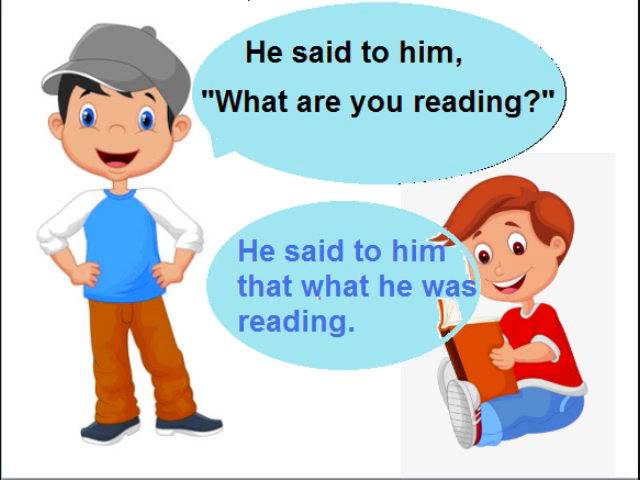 He said to him,
"What are you reading?"
He said to him
that what he was
reading.